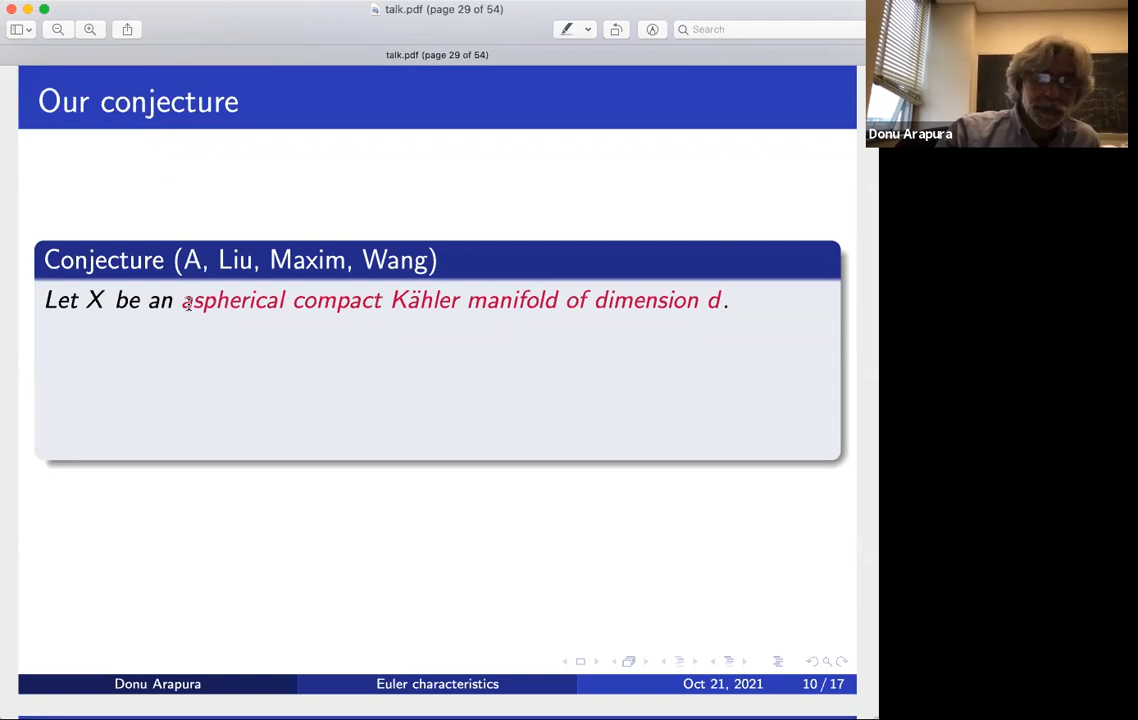 talk.pdf (page 29 of 54)
Search
talk.pdf (page 29 of 54)
Our conjecture
Donu Arapura
Conjecture (A, Liu, Maxim, Wang)
Let X be an aspherical compact Kähler manifold of dimension d.
Donu Arapura Euler characteristics Oct 21, 2021 10 / 17